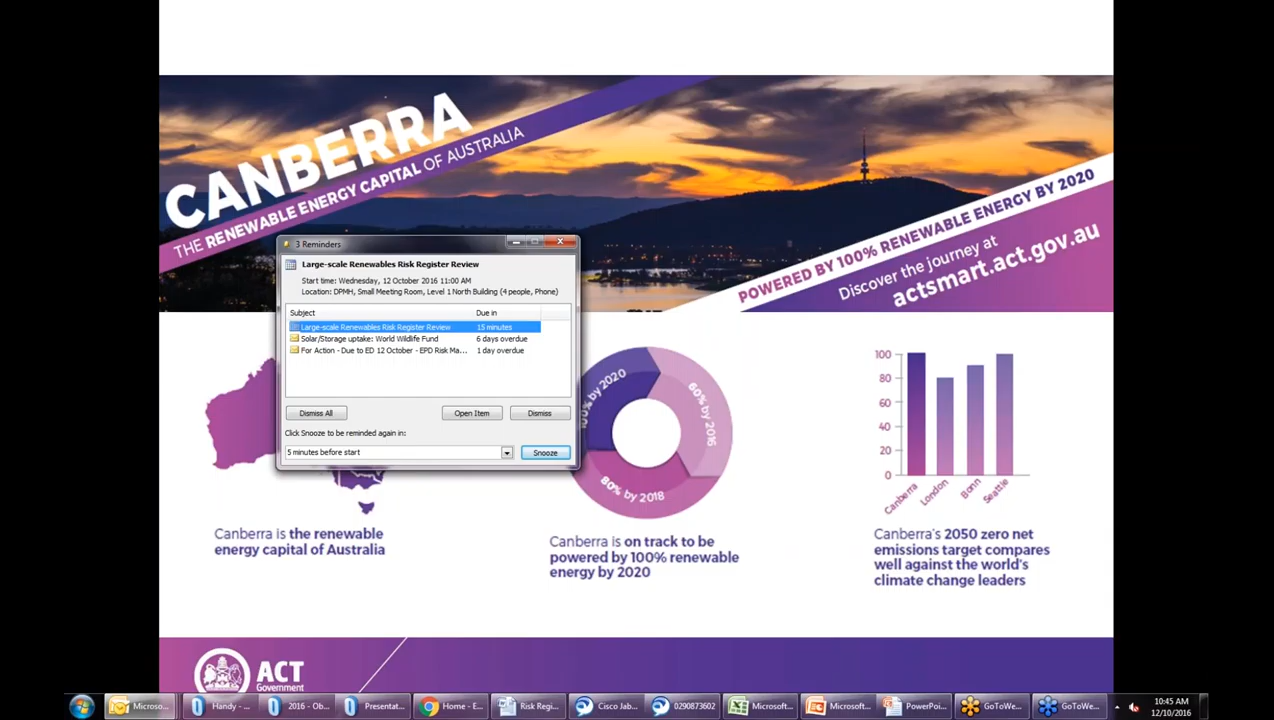 CANBERRA
THE RENEWABLE ENERGY CAPITAL OF AUSTRALIA
POWERED BY 100% RENEWABLE ENERGY BY 2020
Discover the journey at
actsmart.act.gov.au
3 Reminders
Large-scale Renewables Risk Register Review
Start time: Wednesday, 12 October 2016 11:00 AM
Location: DPMH, Small Meeting Room, Level 1 North Building (4 people, Phone)
Subject Due in
Large-scale Renewables Risk Register Review 15 minutes
Solar/Storage uptake: World Wildlife Fund 6 days overdue
For Action - Due to ED 12 October - EPD Risk Ma... 1 day overdue
Dismiss All Open Item Dismiss
Click Snooze to be reminded again in:
5 minutes before start Snooze
100% by 2020
60% by 2016
80% by 2018
100
80
60
40
20
0
Canberra London Bonn Seattle
Canberra is the renewable
energy capital of Australia
Canberra is on track to be
powered by 100% renewable
energy by 2020
Canberra's 2050 zero net
emissions target compares
well against the world's
climate change leaders
ACT
Government
Microso... Handy - ... 2016 - Ob... Presentat... Home - E... Risk Regi... Cisco Jab... 0290873602 Microsoft... Microsoft... PowerPoi... GoToWe... GoToWe... 10:45 AM
12/10/2016